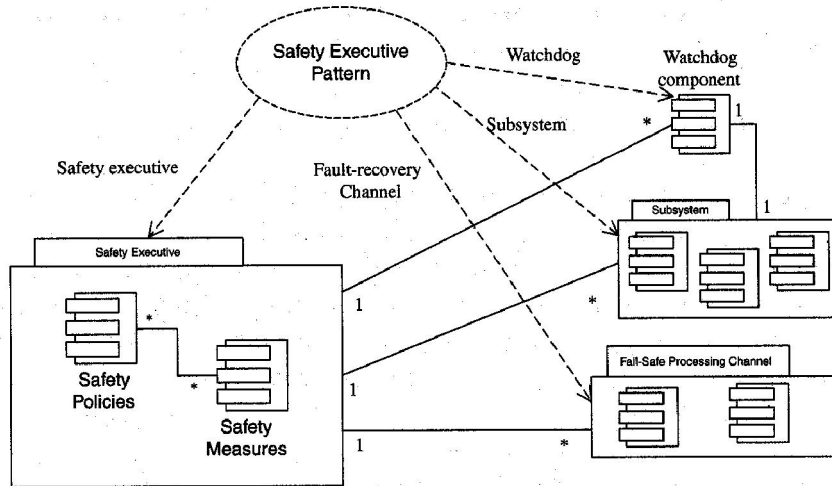 Safety Executive
Pattern
Watchdog
Watchdog
component
*
1
Subsystem
Safety executive
Fault-recovery
Channel
1
Subsystem
Safety Executive
1
*
*
*
Safety
Policies
Safety
Measures
1
Fail-Safe Processing Channel
1
*